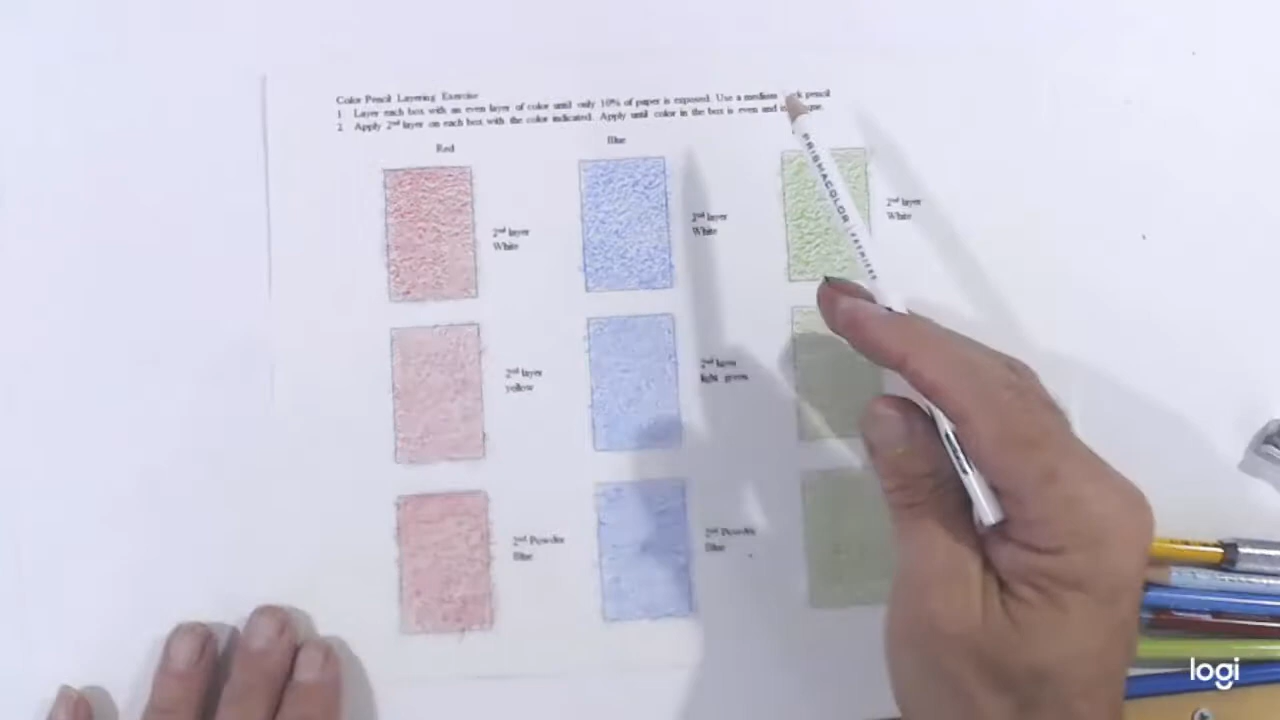 Color Pencil Layering Exercise
1 Layer each box with an even layer of color until only 10% of paper is exposed. Use a medium pencil
2 Apply 2nd layer on each box with the color indicated. Apply until color in the box is even and
Red
Blue
2nd layer
White
2nd layer
White
2nd layer
White
2nd layer
yellow
2nd layer
light green
2nd Powder
Blue
2nd Powder
Blue
PRISMACOLOR PREMIER
logi